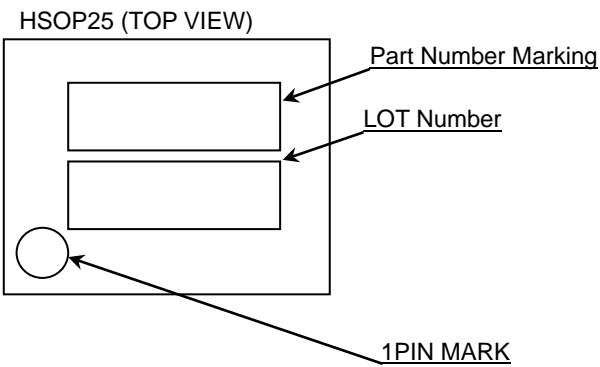 HSOP25 (TOP VIEW)
Part Number Marking
LOT Number
1PIN MARK